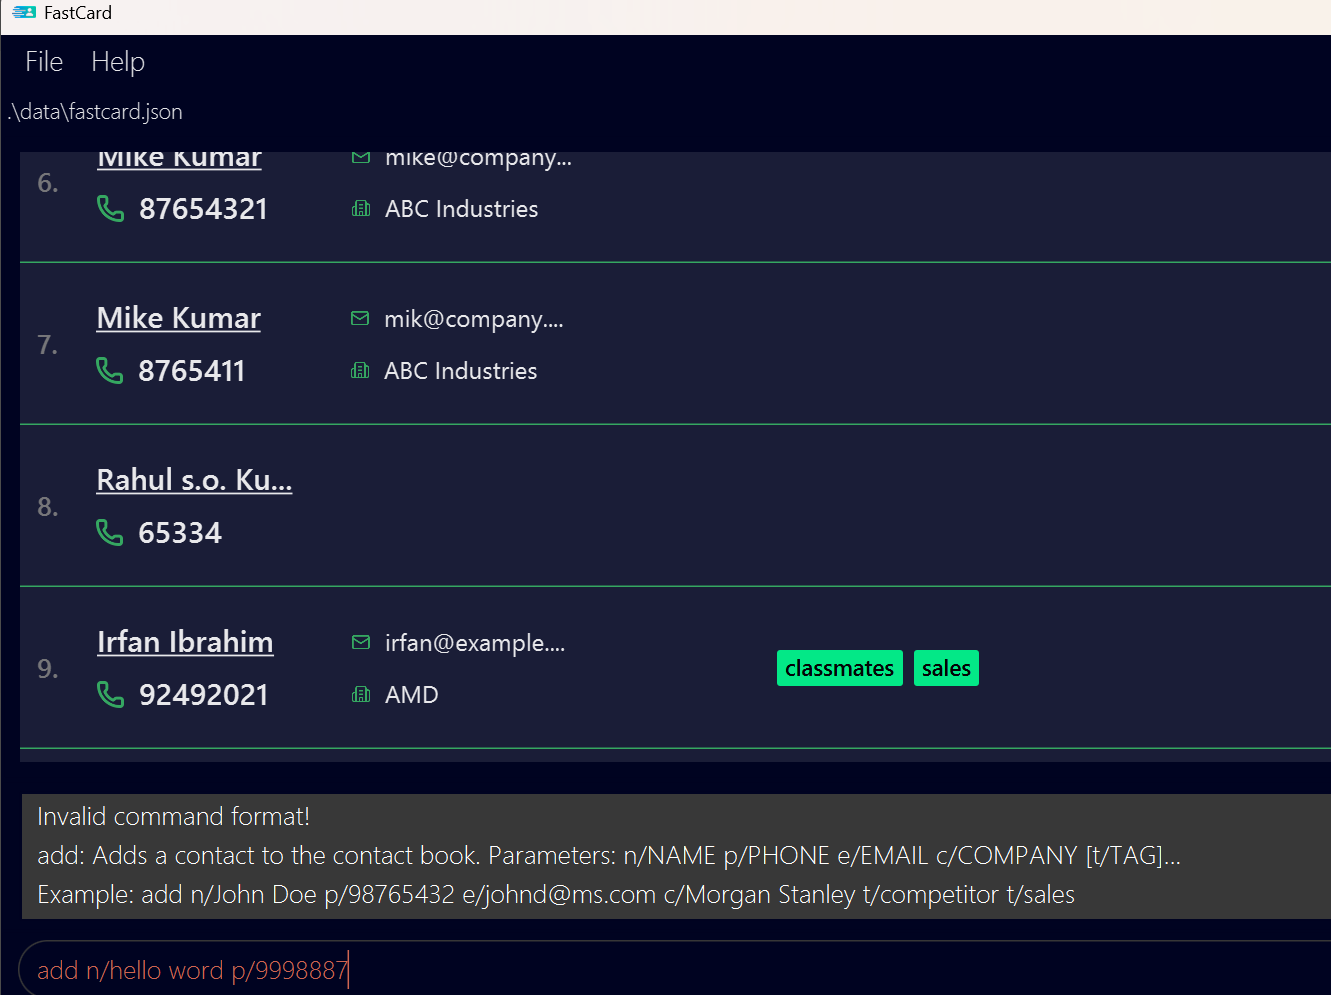 FastCard
File Help
.\data\fastcard.json
6.
Mike Kumar
mike@company...
87654321
ABC Industries
7.
Mike Kumar
mik@company....
8765411
ABC Industries
8.
Rahul s.o. Ku...
65334
9.
Irfan Ibrahim
irfan@example....
92492021
AMD
classmates sales
Invalid command format!
add: Adds a contact to the contact book. Parameters: n/NAME p/PHONE e/EMAIL c/COMPANY [t/TAG]...
Example: add n/John Doe p/98765432 e/johnd@ms.com c/Morgan Stanley t/competitor t/sales
add n/hello word p/9998887